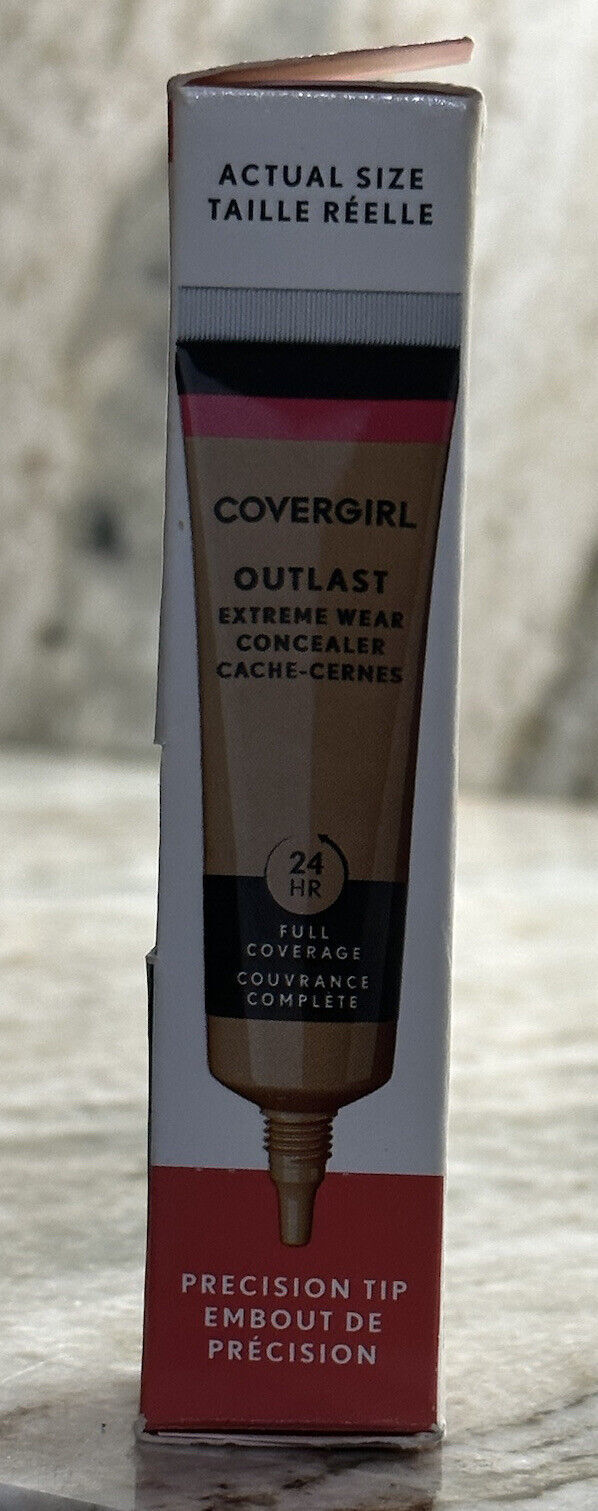 ACTUAL SIZE
TAILLE RÉELLE
COVERGIRL
OUTLAST
EXTREME WEAR
CONCEALER
CACHE-CERNES
24
HR
FULL
COVERAGE
COUVRANCE
COMPLÈTE
PRECISION TIP
EMBOUT DE
PRÉCISION